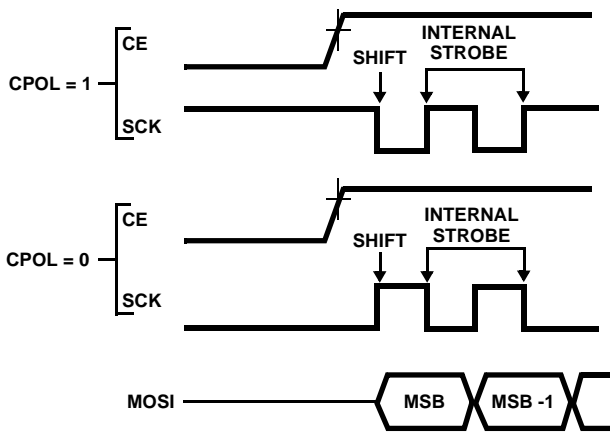 CE
INTERNAL
SHIFT STROBE
CPOL = 1
SCK
CE
INTERNAL
SHIFT STROBE
CPOL = 0
SCK
MOSI MSB MSB -1